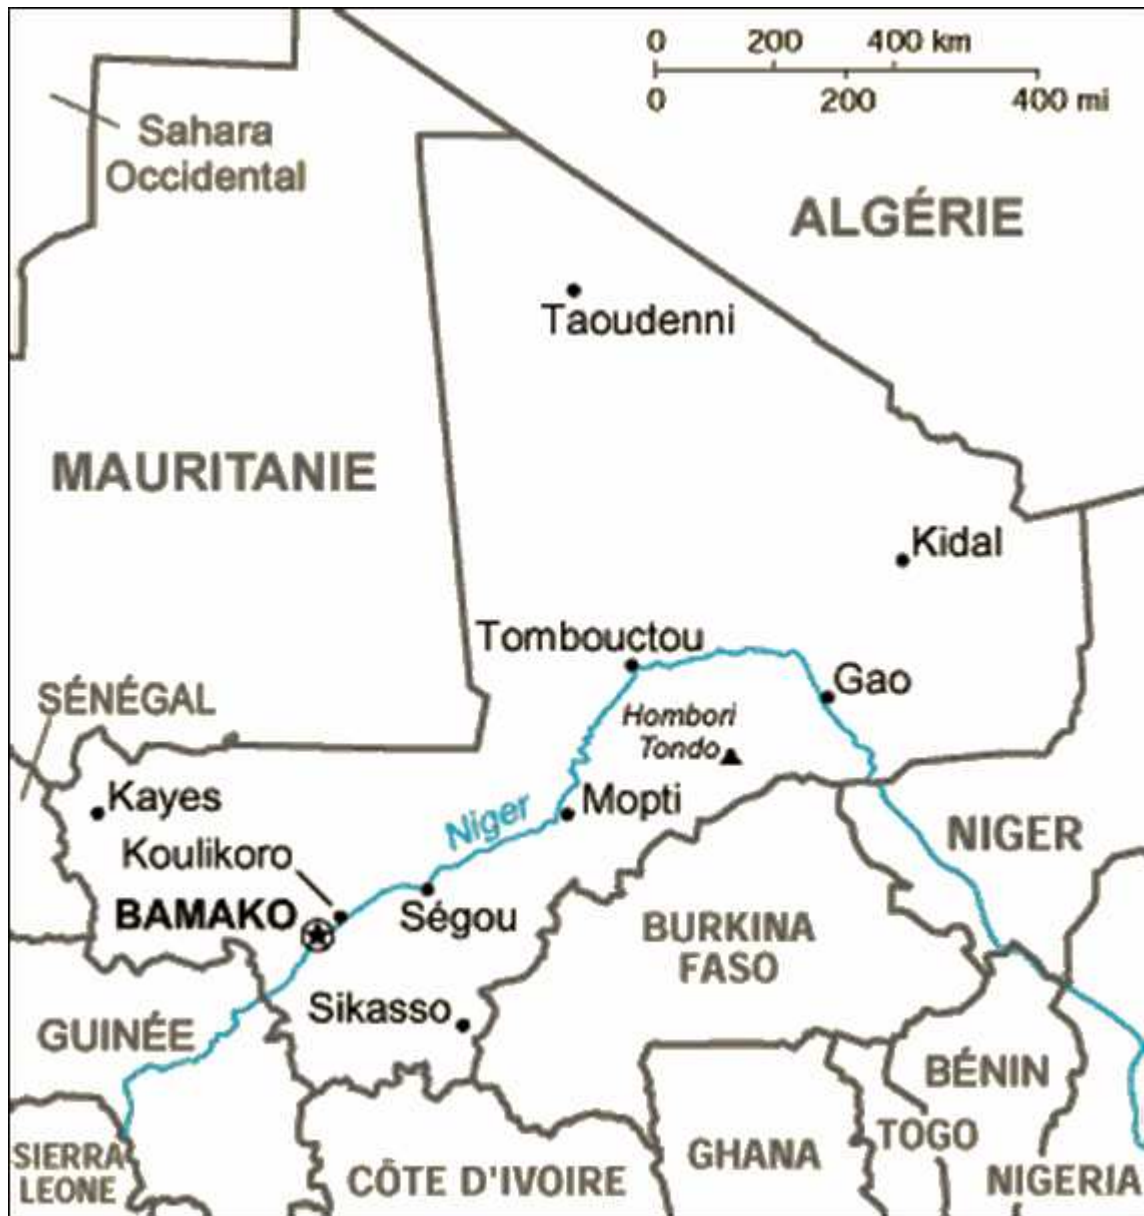 0 200 400 km
0 200 400 mi
Sahara
Occidental
ALGÉRIE
Taoudenni
MAURITANIE
Kidal
Tombouctou
Gao
SÉNÉGAL
Hombori
Tondo
Kayes
Mopti
Niger
Koulikoro
NIGER
BAMAKO
Ségou
BURKINA
FASO
Sikasso
GUINÉE
BÉNIN
TOGO
SIERRA
LEONE
CÔTE D'IVOIRE
GHANA
NIGERIA